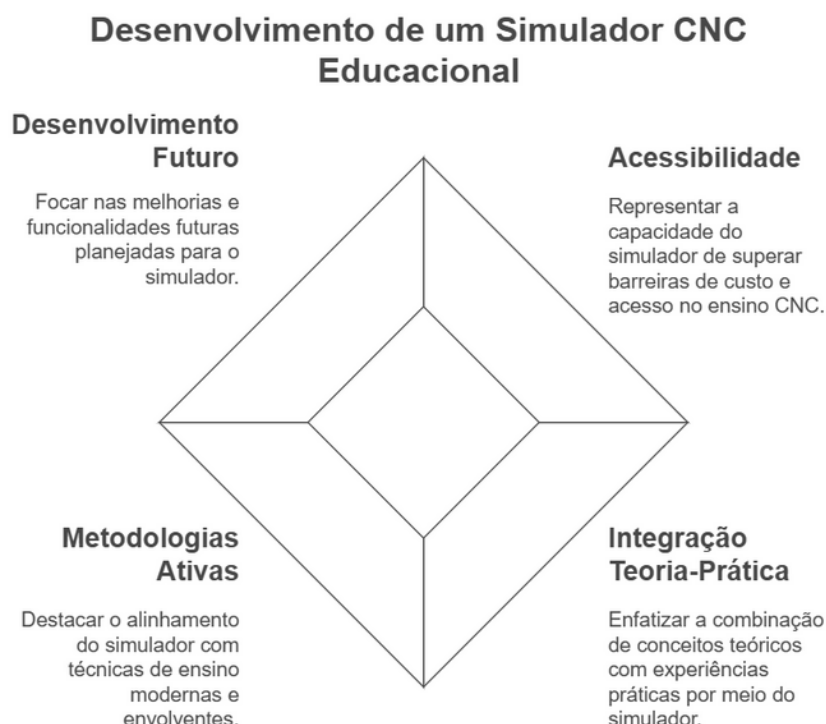 Desenvolvimento de um Simulador CNC
Educacional
Desenvolvimento
Futuro
Focar nas melhorias e
funcionalidades futuras
planejadas para o
simulador.
Acessibilidade
Representar a
capacidade do
simulador de superar
barreiras de custo e
acesso no ensino CNC.
Metodologias
Ativas
Destacar o alinhamento
do simulador com
técnicas de ensino
modernas e
envolventes.
Integração
Teoria-Prática
Enfatizar a combinação
de conceitos teóricos
com experiências
práticas por meio do
simulador.